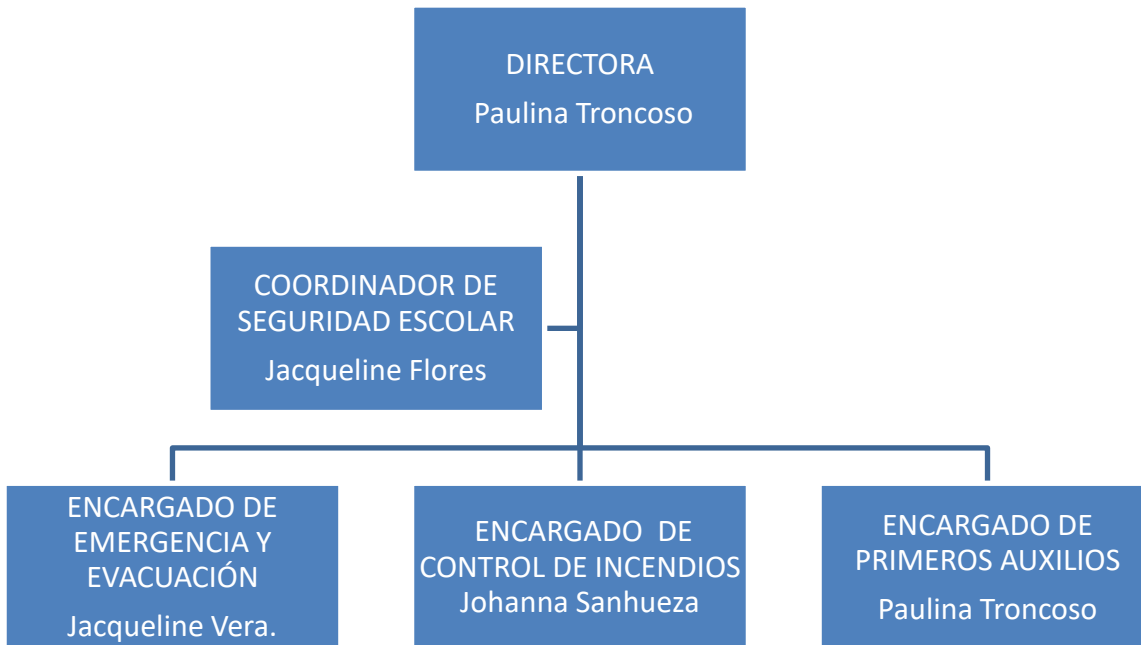 DIRECTORA
Paulina Troncoso
COORDINADOR DE
SEGURIDAD ESCOLAR
Jacqueline Flores
ENCARGADO DE
EMERGENCIA Y
EVACUACIÓN
Jacqueline Vera.
ENCARGADO DE
CONTROL DE INCENDIOS
Johanna Sanhueza
ENCARGADO DE
PRIMEROS AUXILIOS
Paulina Troncoso